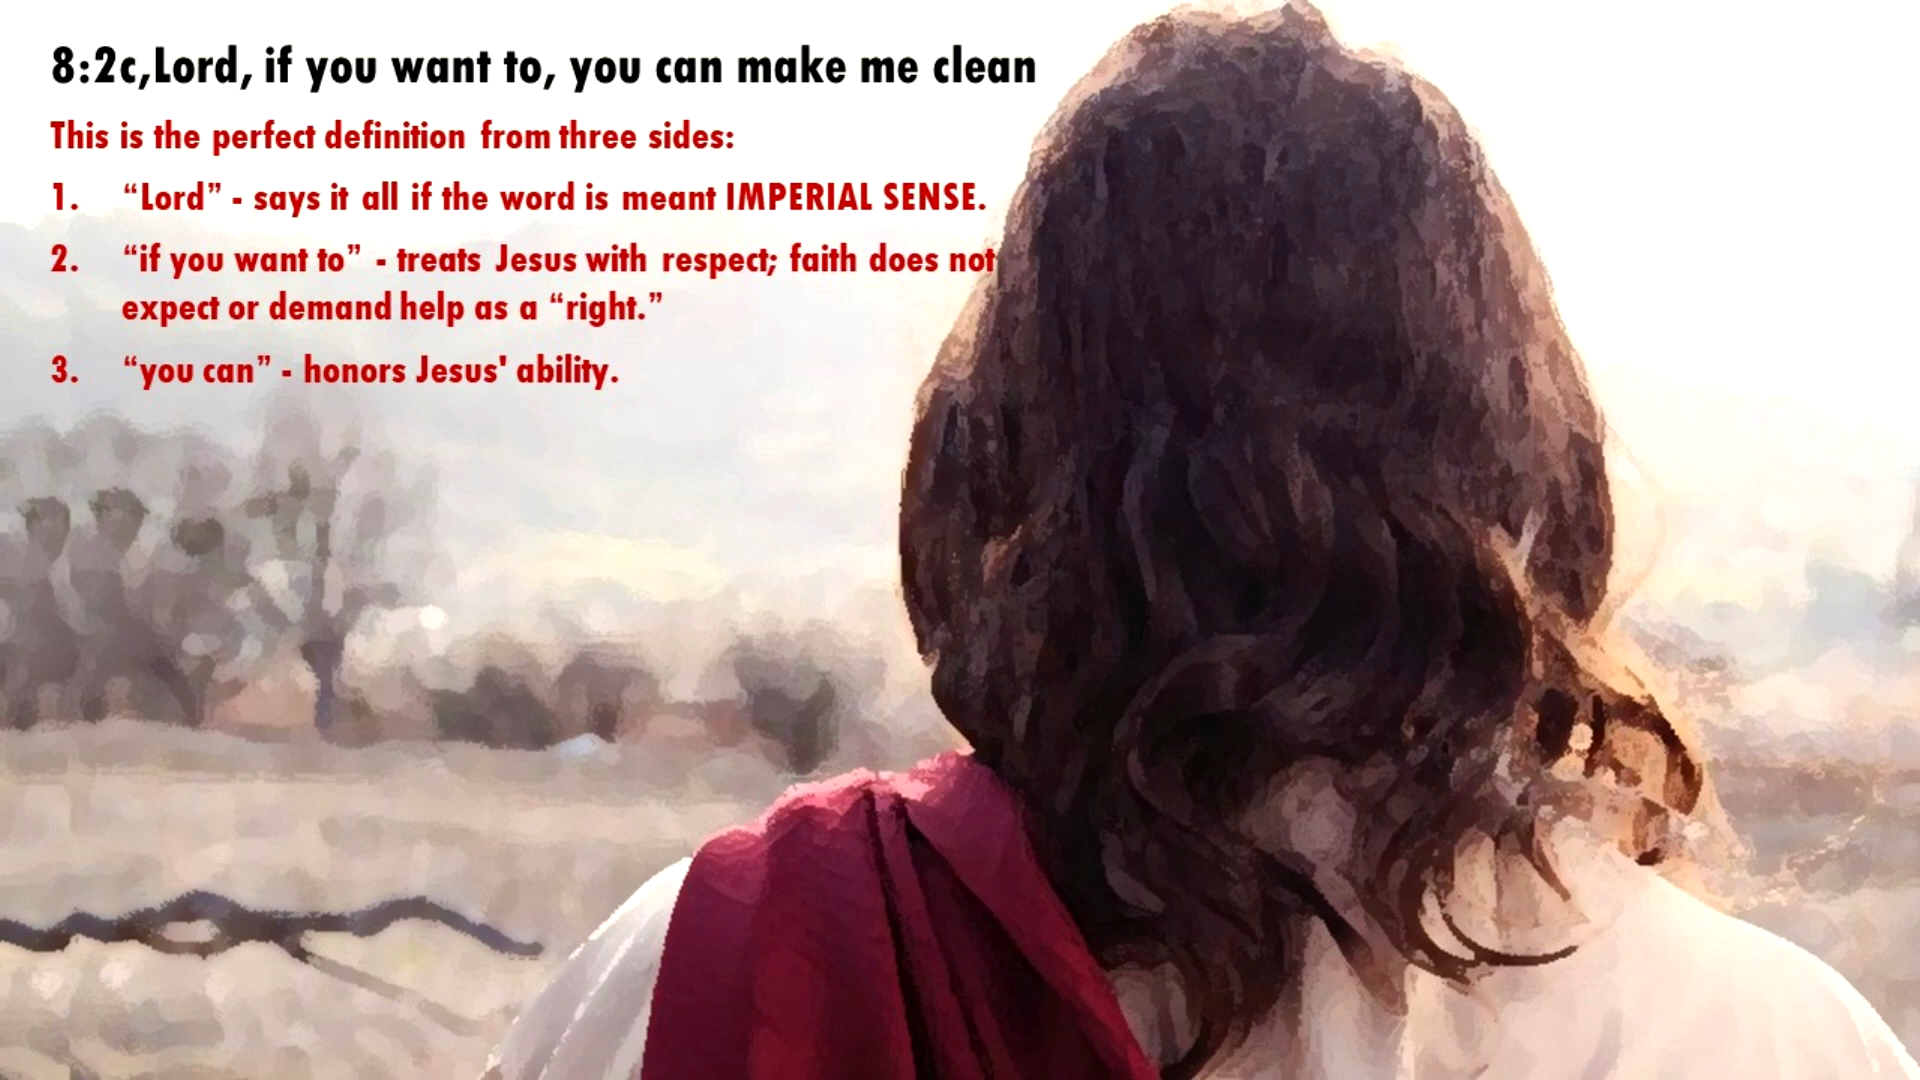 8:2c,Lord, if you want to, you can make me clean
This is the perfect definition from three sides:
1. “Lord” - says it all if the word is meant IMPERIAL SENSE.
2. “if you want to” - treats Jesus with respect; faith does not
expect or demand help as a “right.”
3. “you can” - honors Jesus' ability.